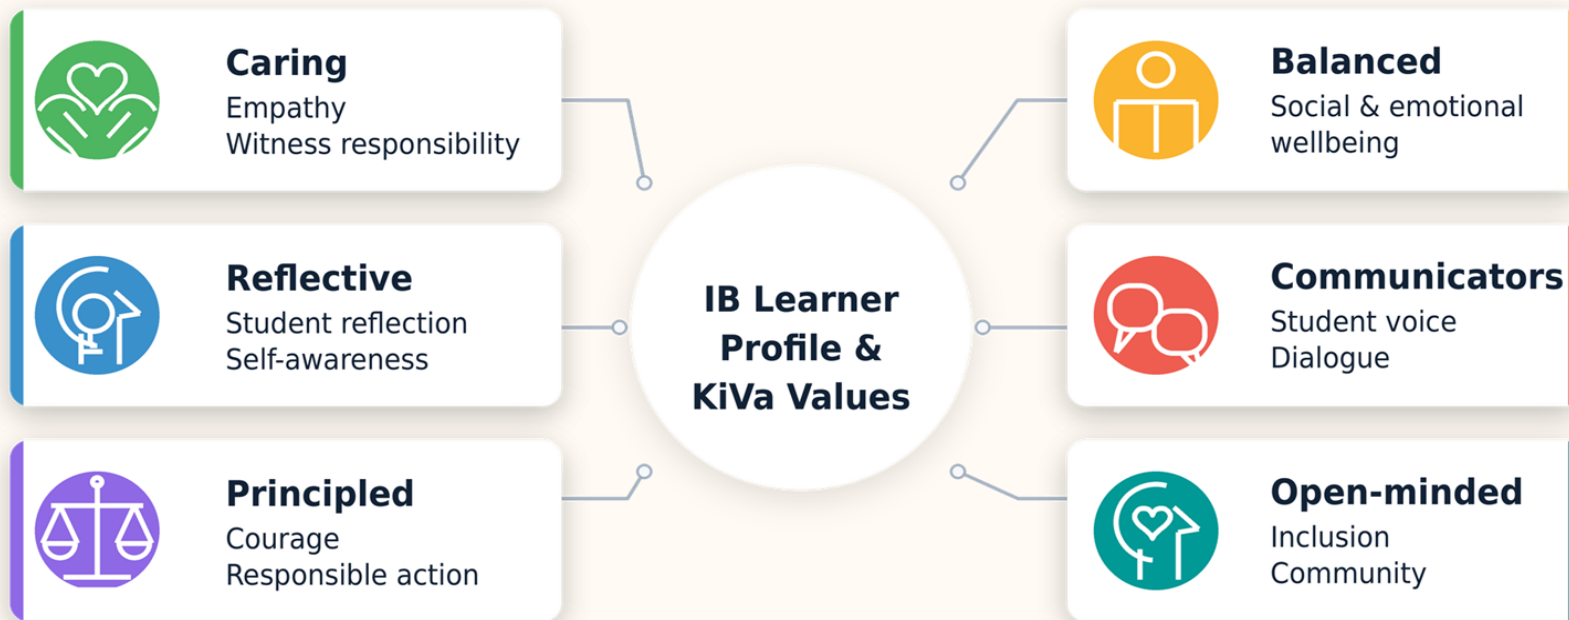 Caring
Empathy
Witness responsibility
Reflective
Student reflection
Self-awareness
Principled
Courage
Responsible action
IB Learner
Profile &
KiVa Values
Balanced
Social & emotional
wellbeing
Communicators
Student voice
Dialogue
Open-minded
Inclusion
Community